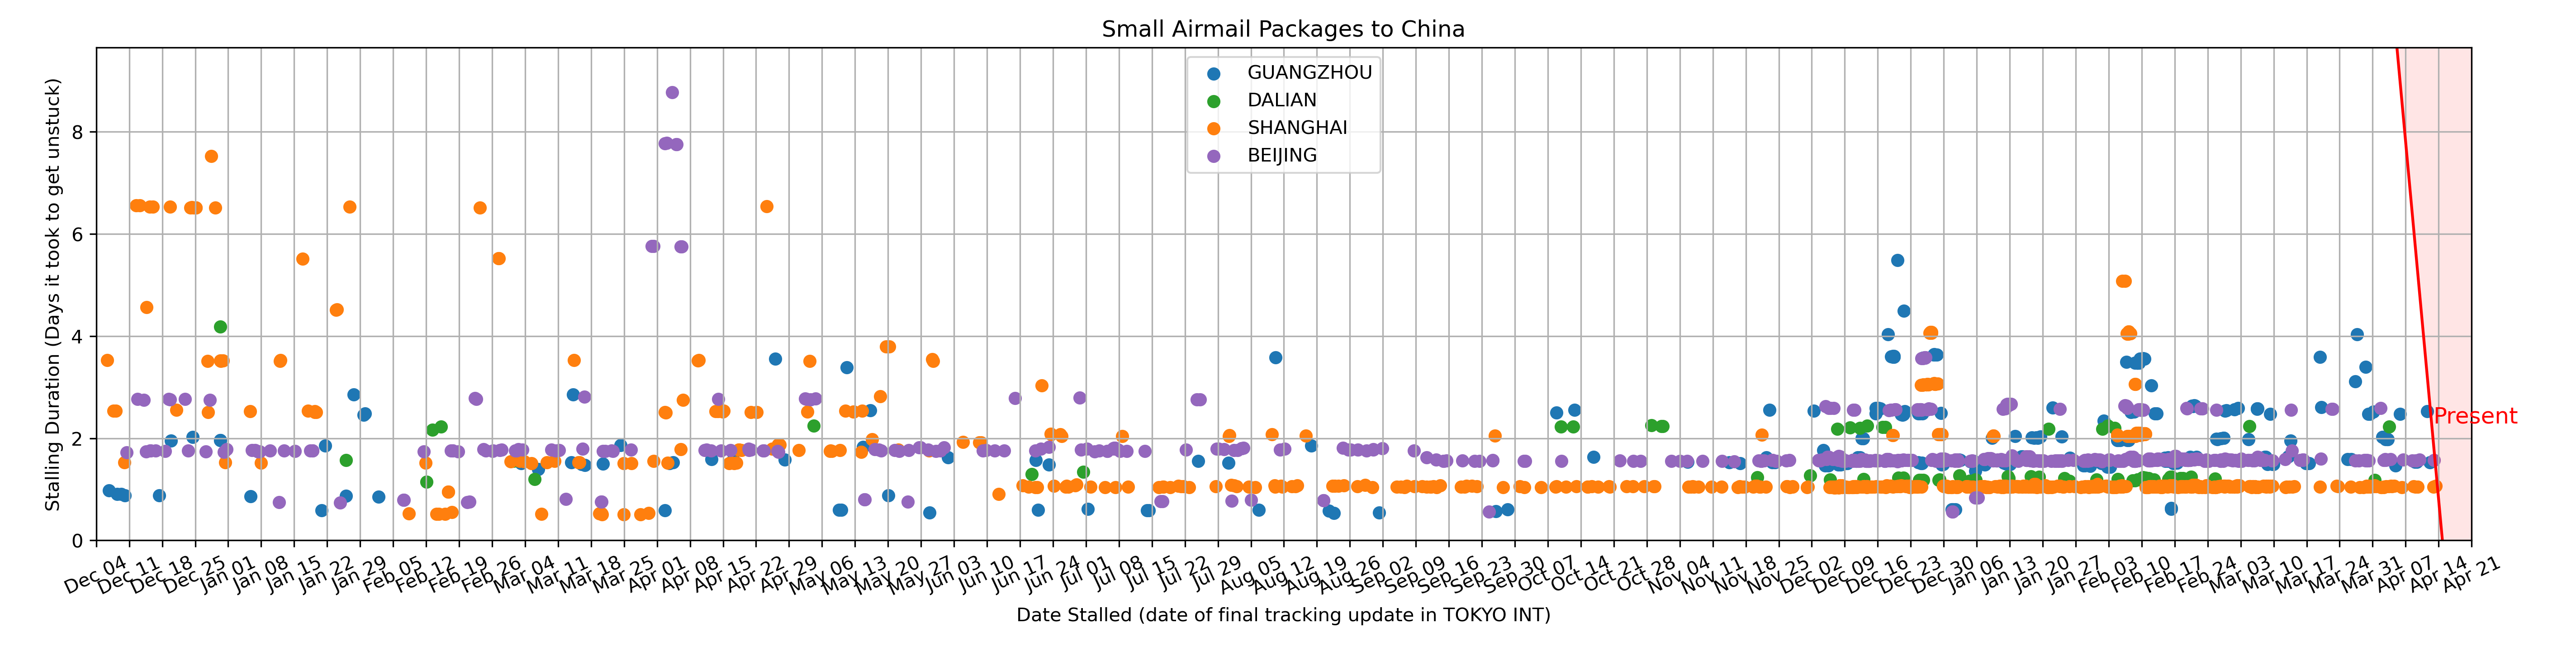 Small Airmail Packages to China
GUANGZHOU
DALIAN
SHANGHAI
BEIJING
Stalling Duration (Days it took to get unstuck)
8
6
4
2
0
Present
Dec 04 Dec 11 Dec 18 Dec 25 Jan 01 Jan 08 Jan 15 Jan 22 Jan 29 Feb 05 Feb 12 Feb 19 Feb 26 Mar 04 Mar 11 Mar 18 Mar 25 Apr 01 Apr 08 Apr 15 Apr 22 Apr 29 May 06 May 13 May 20 May 27 Jun 03 Jun 10 Jun 17 Jun 24 Jul 01 Jul 08 Jul 15 Jul 22 Jul 29 Aug 05 Aug 12 Aug 19 Aug 26 Sep 02 Sep 09 Sep 16 Sep 23 Sep 30 Oct 07 Oct 14 Oct 21 Oct 28 Nov 04 Nov 11 Nov 18 Nov 25 Dec 02 Dec 09 Dec 16 Dec 23 Dec 30 Jan 06 Jan 13 Jan 20 Jan 27 Feb 03 Feb 10 Feb 17 Feb 24 Mar 03 Mar 10 Mar 17 Mar 24 Mar 31 Apr 07 Apr 14 Apr 21
Date Stalled (date of final tracking update in TOKYO INT)